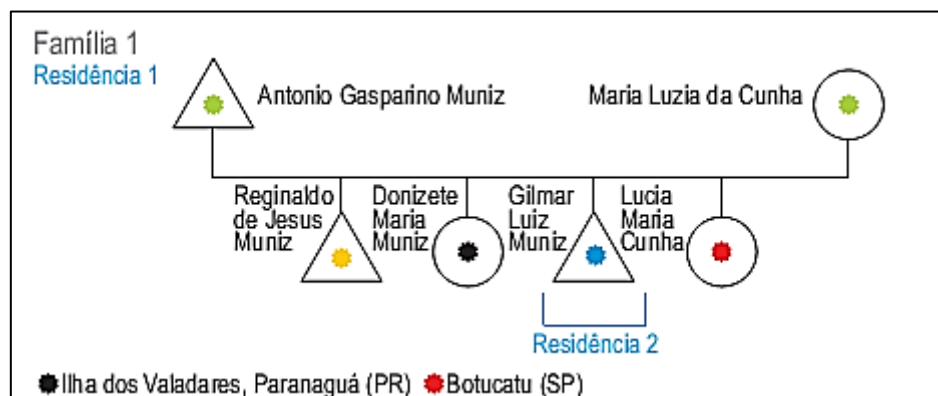 Família 1
Residência 1
Antonio Gasparino Muniz
Maria Luzia da Cunha
Reginaldo
de Jesus
Muniz
Donizete
Maria
Muniz
Gilmar
Luiz
Muniz
Lucia
Maria
Cunha
Residência 2
Ilha dos Valadares, Paranaguá (PR) Botucatu (SP)